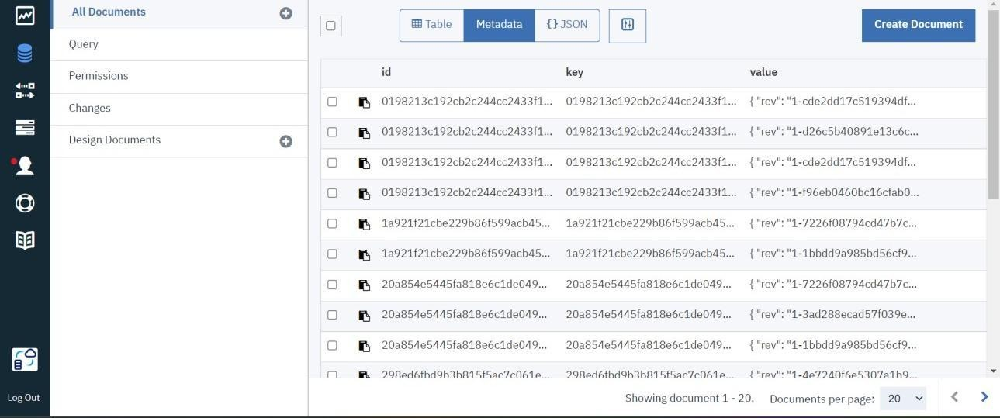 All Documents
Query
Permissions
Changes
Design Documents
Log Out
Table Metadata {} JSON
Create Document
id key value
0198213c192cb2c244cc2433f1... 0198213c192cb2c244cc2433f1... { "rev": "1-cde2dd17c519394df...
0198213c192cb2c244cc2433f1... 0198213c192cb2c244cc2433f1... { "rev": "1-d26c5b40891e13c6c...
0198213c192cb2c244cc2433f1... 0198213c192cb2c244cc2433f1... { "rev": "1-cde2dd17c519394df...
0198213c192cb2c244cc2433f1... 0198213c192cb2c244cc2433f1... { "rev": "1-f96eb0460bc16cfab0...
1a921f21cbe229b86f599acb45... 1a921f21cbe229b86f599acb45... { "rev": "1-7226f08794cd47b7c...
1a921f21cbe229b86f599acb45... 1a921f21cbe229b86f599acb45... { "rev": "1-1bbdd9a985bd56cf9...
20a854e5445fa818e6c1de049... 20a854e5445fa818e6c1de049... { "rev": "1-7226f08794cd47b7c...
20a854e5445fa818e6c1de049... 20a854e5445fa818e6c1de049... { "rev": "1-3ad288ecad57f039e...
20a854e5445fa818e6c1de049... 20a854e5445fa818e6c1de049... { "rev": "1-1bbdd9a985bd56cf9...
298ed6fbd9b3b815f5ac7c061e... 298ed6fbd9b3b815f5ac7c061e... { "rev": "1-4e7240f6e5307a1b9...
Showing document 1 - 20. Documents per page: 20